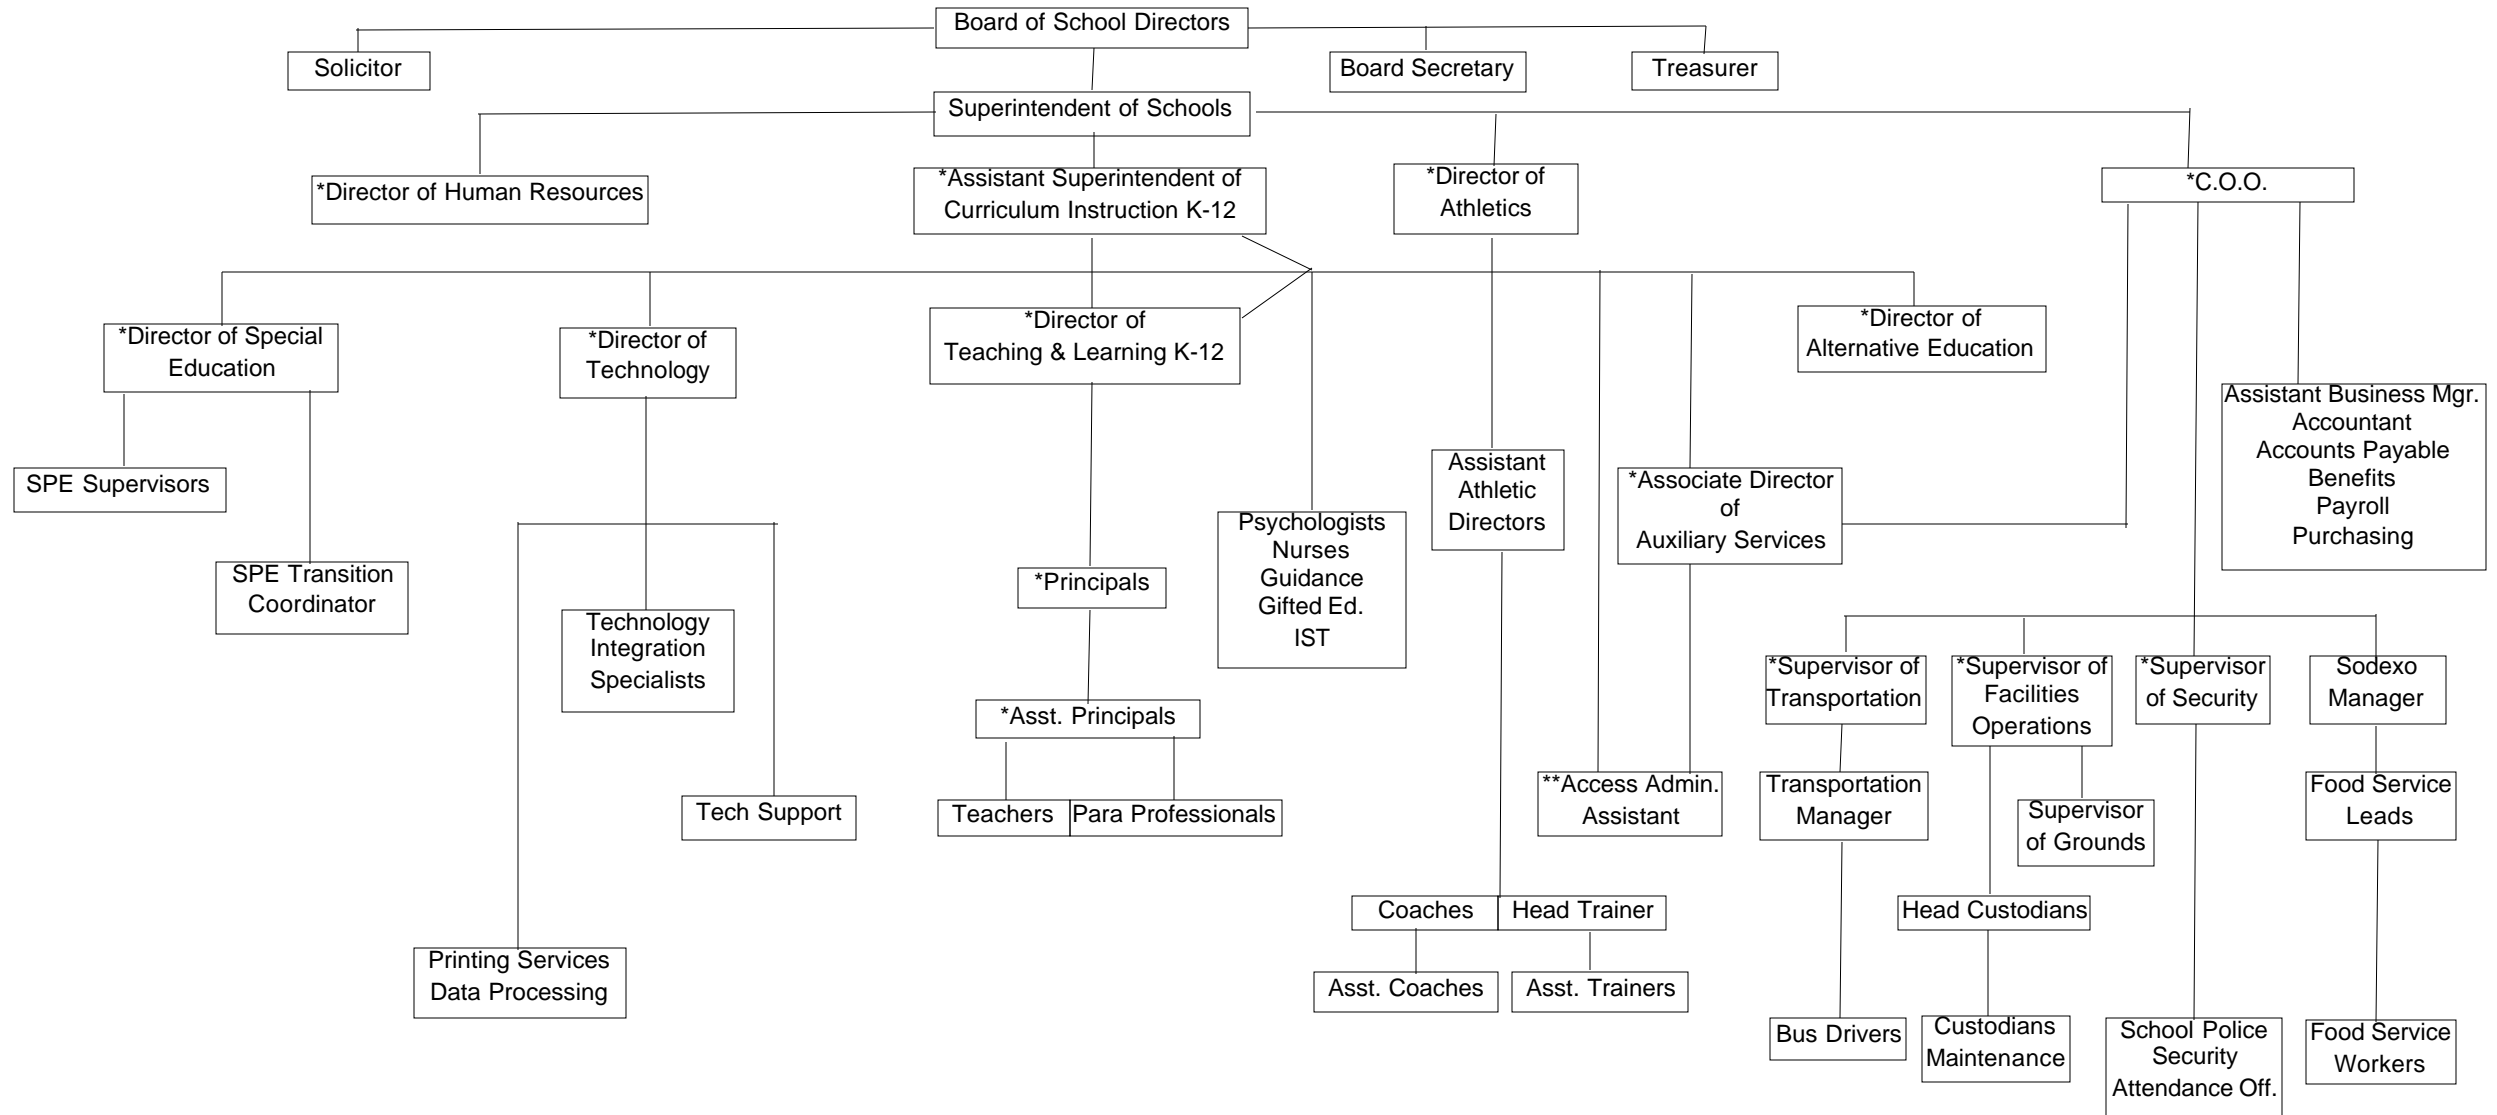 Board of School Directors
Solicitor
Board Secretary
Treasurer
Superintendent of Schools
*Director of Human Resources
*Assistant Superintendent of
Curriculum Instruction K-12
*Director of
Athletics
*C.O.O.
*Director of Special
Education
*Director of
Technology
*Director of
Teaching & Learning K-12
*Director of
Alternative Education
Assistant Business Mgr.
Accountant
Accounts Payable
Benefits
Payroll
Purchasing
SPE Supervisors
SPE Transition
Coordinator
Technology
Integration
Specialists
Tech Support
Printing Services
Data Processing
*Principals
*Asst. Principals
Teachers
Para Professionals
Psychologists
Nurses
Guidance
Gifted Ed.
IST
Assistant
Athletic
Directors
*Associate Director
of
Auxiliary Services
**Access Admin.
Assistant
Coaches
Head Trainer
Asst. Coaches
Asst. Trainers
*Supervisor of
Transportation
*Supervisor of
Facilities
Operations
*Supervisor
of Security
Sodexo
Manager
Transportation
Manager
Supervisor
of Grounds
Food Service
Leads
Head Custodians
Bus Drivers
Custodians
Maintenance
School Police
Security
Attendance Off.
Food Service
Workers